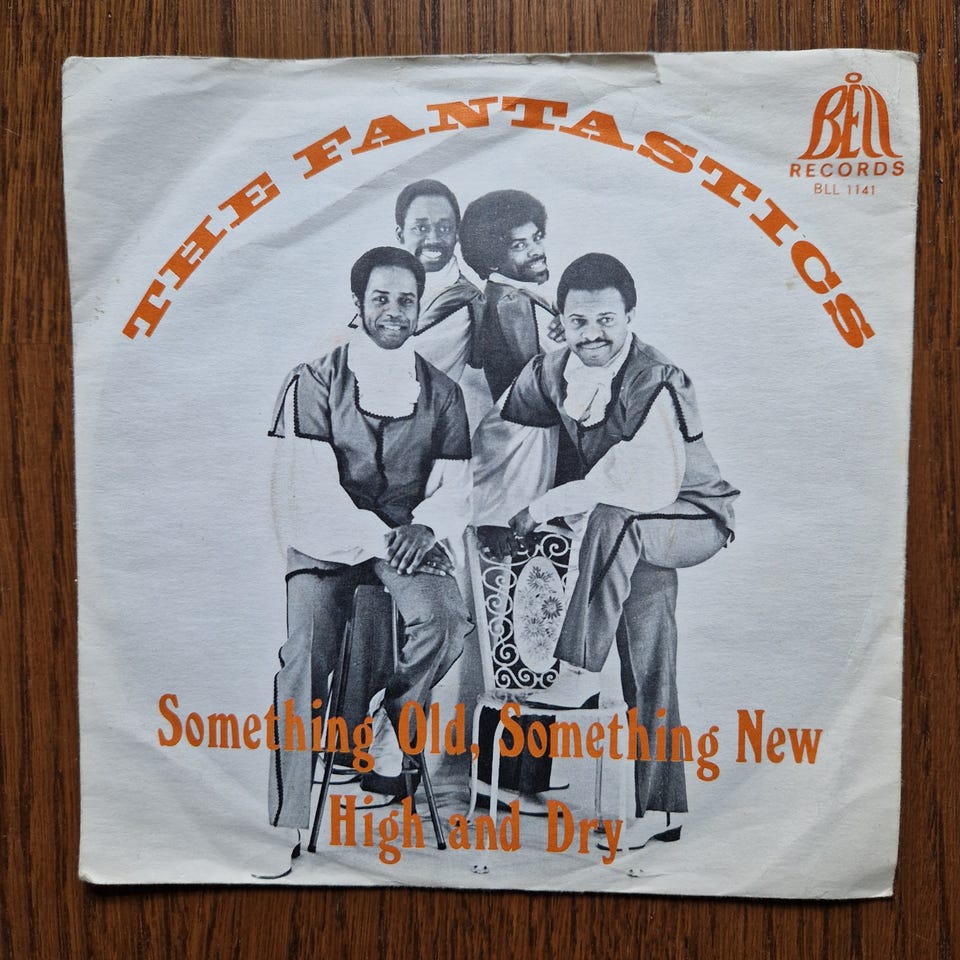 THE FANTASTICS
BELL
RECORDS
BLL 1141
Something Old, Something New
High and Dry